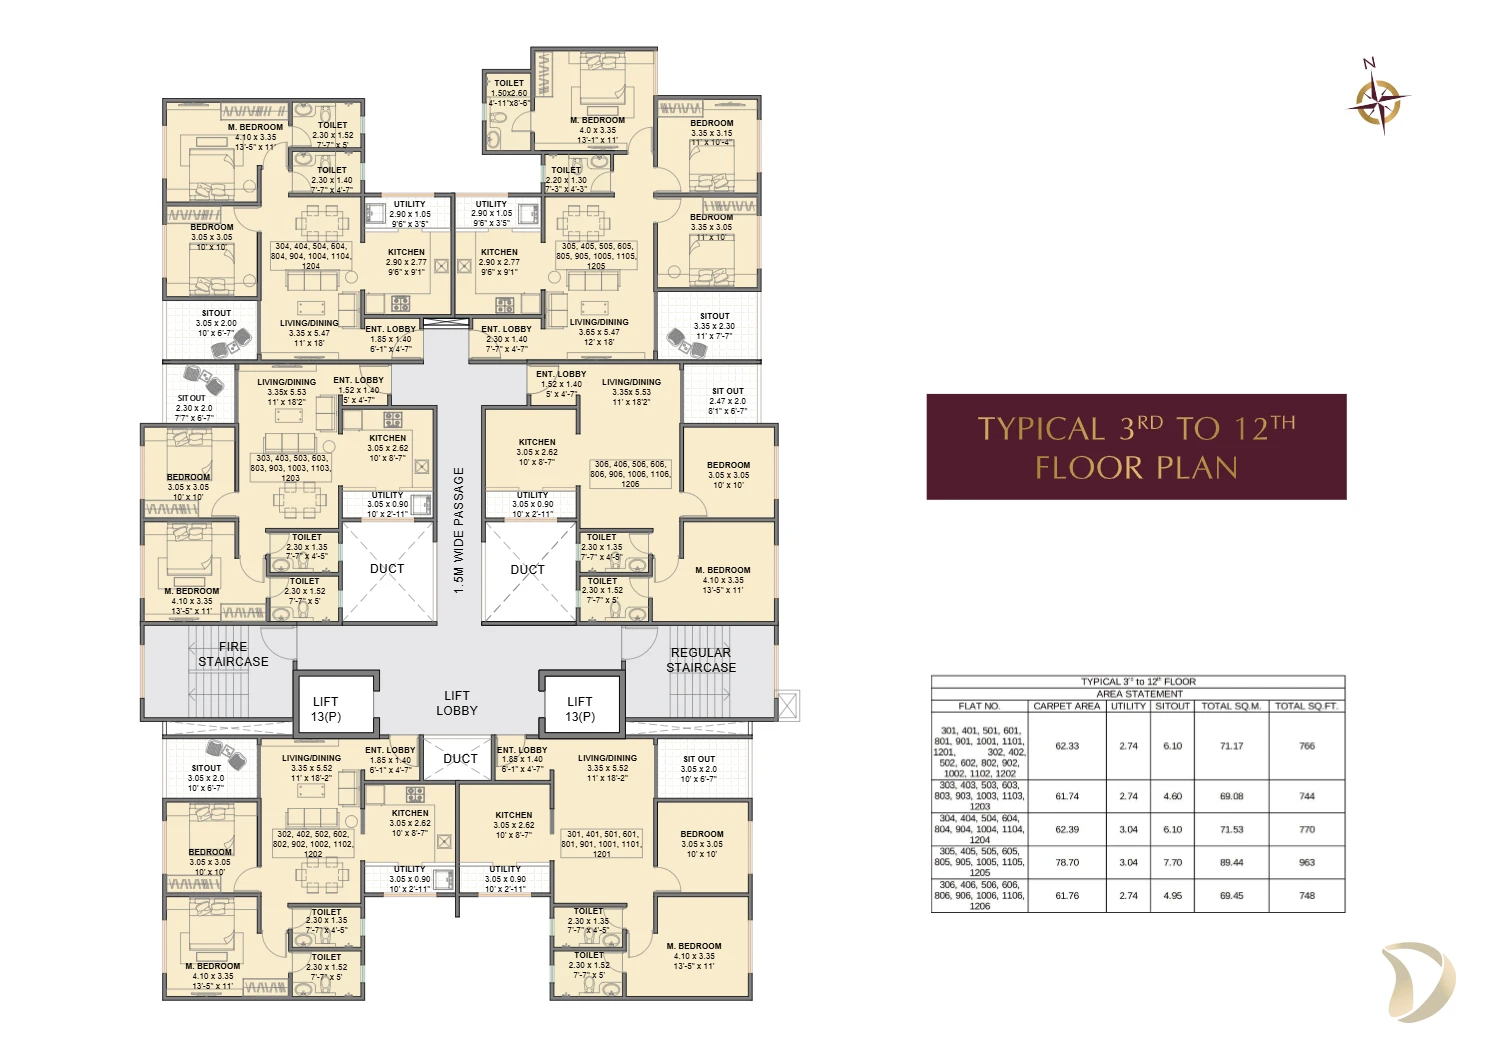 TOILET
1.50x2.60
4'-11"x8'-6"
M. BEDROOM
4.0 x 3.35
13'-1" x 11'
BEDROOM
3.35 x 3.15
11' x 10'-4"
TOILET
2.20 x 1.30
7'-3" x 4'-3"
BEDROOM
3.35 x 3.05
11' x 10'
M. BEDROOM
4.10 x 3.35
13'-5" x 11'
TOILET
2.30 x 1.52
7'-7" x 5'
TOILET
2.30 x 1.40
7'-7" x 4'-7"
BEDROOM
3.05 x 3.05
10' x 10'
UTILITY
2.90 x 1.05
9'6" x 3'5"
UTILITY
2.90 x 1.05
9'6" x 3'5"
304, 404, 504, 604,
804, 904, 1004, 1104,
1204
KITCHEN
2.90 x 2.77
9'6" x 9'1"
KITCHEN
2.90 x 2.77
9'6" x 9'1"
305, 405, 505, 605,
805, 905, 1005, 1105,
1205
SITOUT
3.05 x 2.00
10' x 6'-7"
LIVING/DINING
3.35 x 5.47
11' x 18'
ENT. LOBBY
1.85 x 1.40
6'-1" x 4'-7"
ENT. LOBBY
2.30 x 1.40
7'-7" x 4'-7"
LIVING/DINING
3.65 x 5.47
12' x 18'
SITOUT
3.35 x 2.30
11' x 7'-7"
SIT OUT
2.30 x 2.0
7'7" x 6'-7"
LIVING/DINING
3.35x 5.53
11' x 18'2"
ENT. LOBBY
1.52 x 1.40
5' x 4'-7"
ENT. LOBBY
1.52 x 1.40
5' x 4'-7"
LIVING/DINING
3.35x 5.53
11' x 18'2"
SIT OUT
2.47 x 2.0
8'1" x 6'-7"
KITCHEN
3.05 x 2.62
10' x 8'-7"
KITCHEN
3.05 x 2.62
10' x 8'-7"
BEDROOM
3.05 x 3.05
10' x 10'
303, 403, 503, 603,
803, 903, 1003, 1103,
1203
306, 406, 506, 606,
806, 906, 1006, 1106,
1206
BEDROOM
3.05 x 3.05
10' x 10'
UTILITY
3.05 x 0.90
10' x 2'-11"
1.5M WIDE PASSAGE
UTILITY
3.05 x 0.90
10' x 2'-11"
TOILET
2.30 x 1.35
7'-7" x 4'-5"
DUCT
DUCT
TOILET
2.30 x 1.35
7'-7" x 4'-5"
M. BEDROOM
4.10 x 3.35
13'-5" x 11'
TOILET
2.30 x 1.52
7'-7" x 5'
TOILET
2.30 x 1.52
7'-7" x 5'
M. BEDROOM
4.10 x 3.35
13'-5" x 11'
FIRE
STAIRCASE
REGULAR
STAIRCASE
LIFT
13(P)
LIFT
LOBBY
LIFT
13(P)
SITOUT
3.05 x 2.0
10' x 6'-7"
LIVING/DINING
3.35 x 5.52
11' x 18'-2"
ENT. LOBBY
1.85 x 1.40
6'-1" x 4'-7"
DUCT
ENT. LOBBY
1.85 x 1.40
6'-1" x 4'-7"
LIVING/DINING
3.35 x 5.52
11' x 18'-2"
SIT OUT
3.05 x 2.0
10' x 6'-7"
KITCHEN
3.05 x 2.62
10' x 8'-7"
KITCHEN
3.05 x 2.62
10' x 8'-7"
BEDROOM
3.05 x 3.05
10' x 10'
302, 402, 502, 602,
802, 902, 1002, 1102,
1202
301, 401, 501, 601,
801, 901, 1001, 1101,
1201
BEDROOM
3.05 x 3.05
10' x 10'
UTILITY
3.05 x 0.90
10' x 2'-11"
UTILITY
3.05 x 0.90
10' x 2'-11"
TOILET
2.30 x 1.35
7'-7" x 4'-5"
TOILET
2.30 x 1.35
7'-7" x 4'-5"
M. BEDROOM
4.10 x 3.35
13'-5" x 11'
TOILET
2.30 x 1.52
7'-7" x 5'
TOILET
2.30 x 1.52
7'-7" x 5'
M. BEDROOM
4.10 x 3.35
13'-5" x 11'
N
TYPICAL 3RD TO 12TH
FLOOR PLAN
TYPICAL 3rd to 12th FLOOR
AREA STATEMENT
FLAT NO. CARPET AREA UTILITY SITOUT TOTAL SQ.M. TOTAL SQ.FT.
301, 401, 501, 601,
801, 901, 1001, 1101,
1201, 302, 402,
502, 602, 802, 902,
1002, 1102, 1202
62.33 2.74 6.10 71.17 766
303, 403, 503, 603,
803, 903, 1003, 1103,
1203
61.74 2.74 4.60 69.08 744
304, 404, 504, 604,
804, 904, 1004, 1104,
1204
62.39 3.04 6.10 71.53 770
305, 405, 505, 605,
805, 905, 1005, 1105,
1205
78.70 3.04 7.70 89.44 963
306, 406, 506, 606,
806, 906, 1006, 1106,
1206
61.76 2.74 4.95 69.45 748